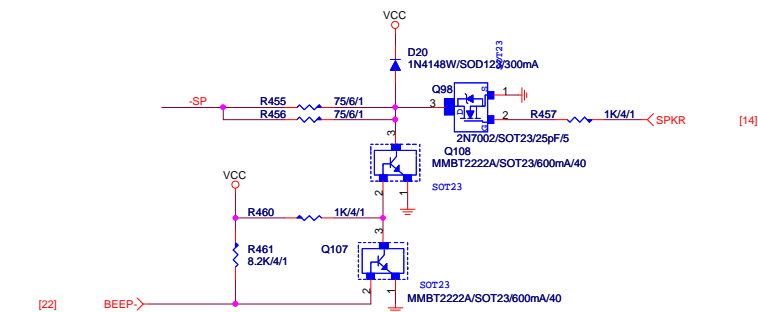 VCC
D20
1N4148W/SOD123/300mA
SOT23
Q98
S
1
-SP
R455
75/6/1
3
D
R456
75/6/1
2
R457
1K/4/1
SPKR
[14]
G
2N7002/SOT23/25pF/5
3
Q108
MMBT2222A/SOT23/600mA/40
VCC
SOT23
2
1
R460
1K/4/1
3
R461
8.2K/4/1
Q107
SOT23
2
1
MMBT2222A/SOT23/600mA/40
[22]
BEEP-